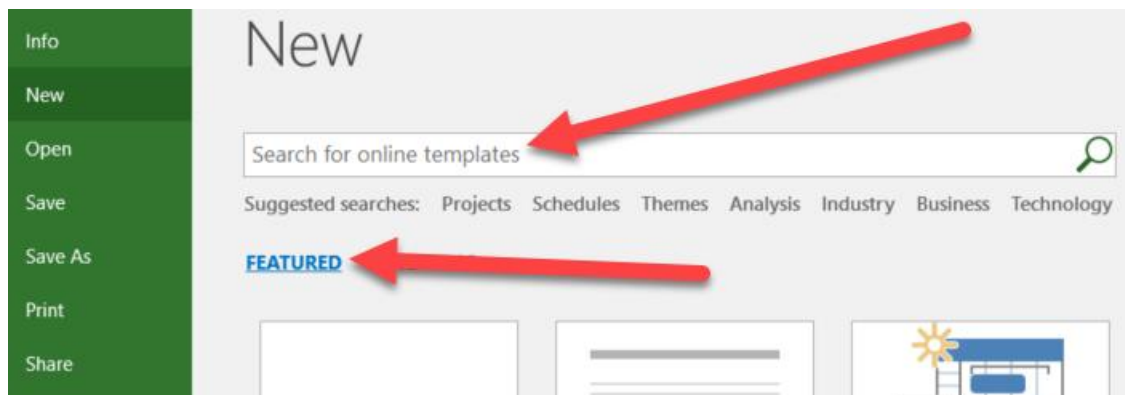 Info
New
Open
Save
Save As
Print
Share
New
Search for online templates
Suggested searches: Projects Schedules Themes Analysis Industry Business Technology
FEATURED